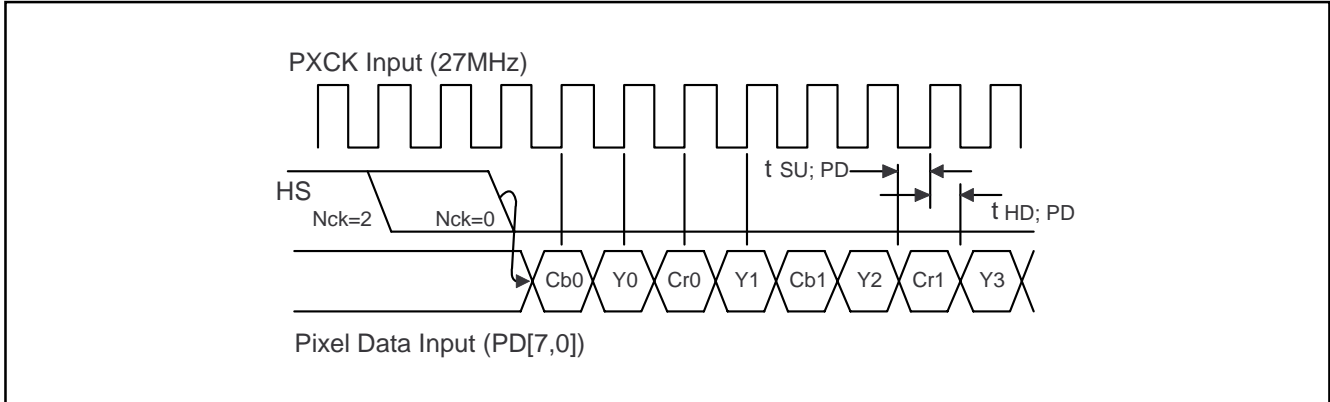 PXCK Input (27MHz)
t SU; PD
HS
t HD; PD
Nck=2 Nck=0
Cb0 Y0 Cr0 Y1 Cb1 Y2 Cr1 Y3
Pixel Data Input (PD[7,0])